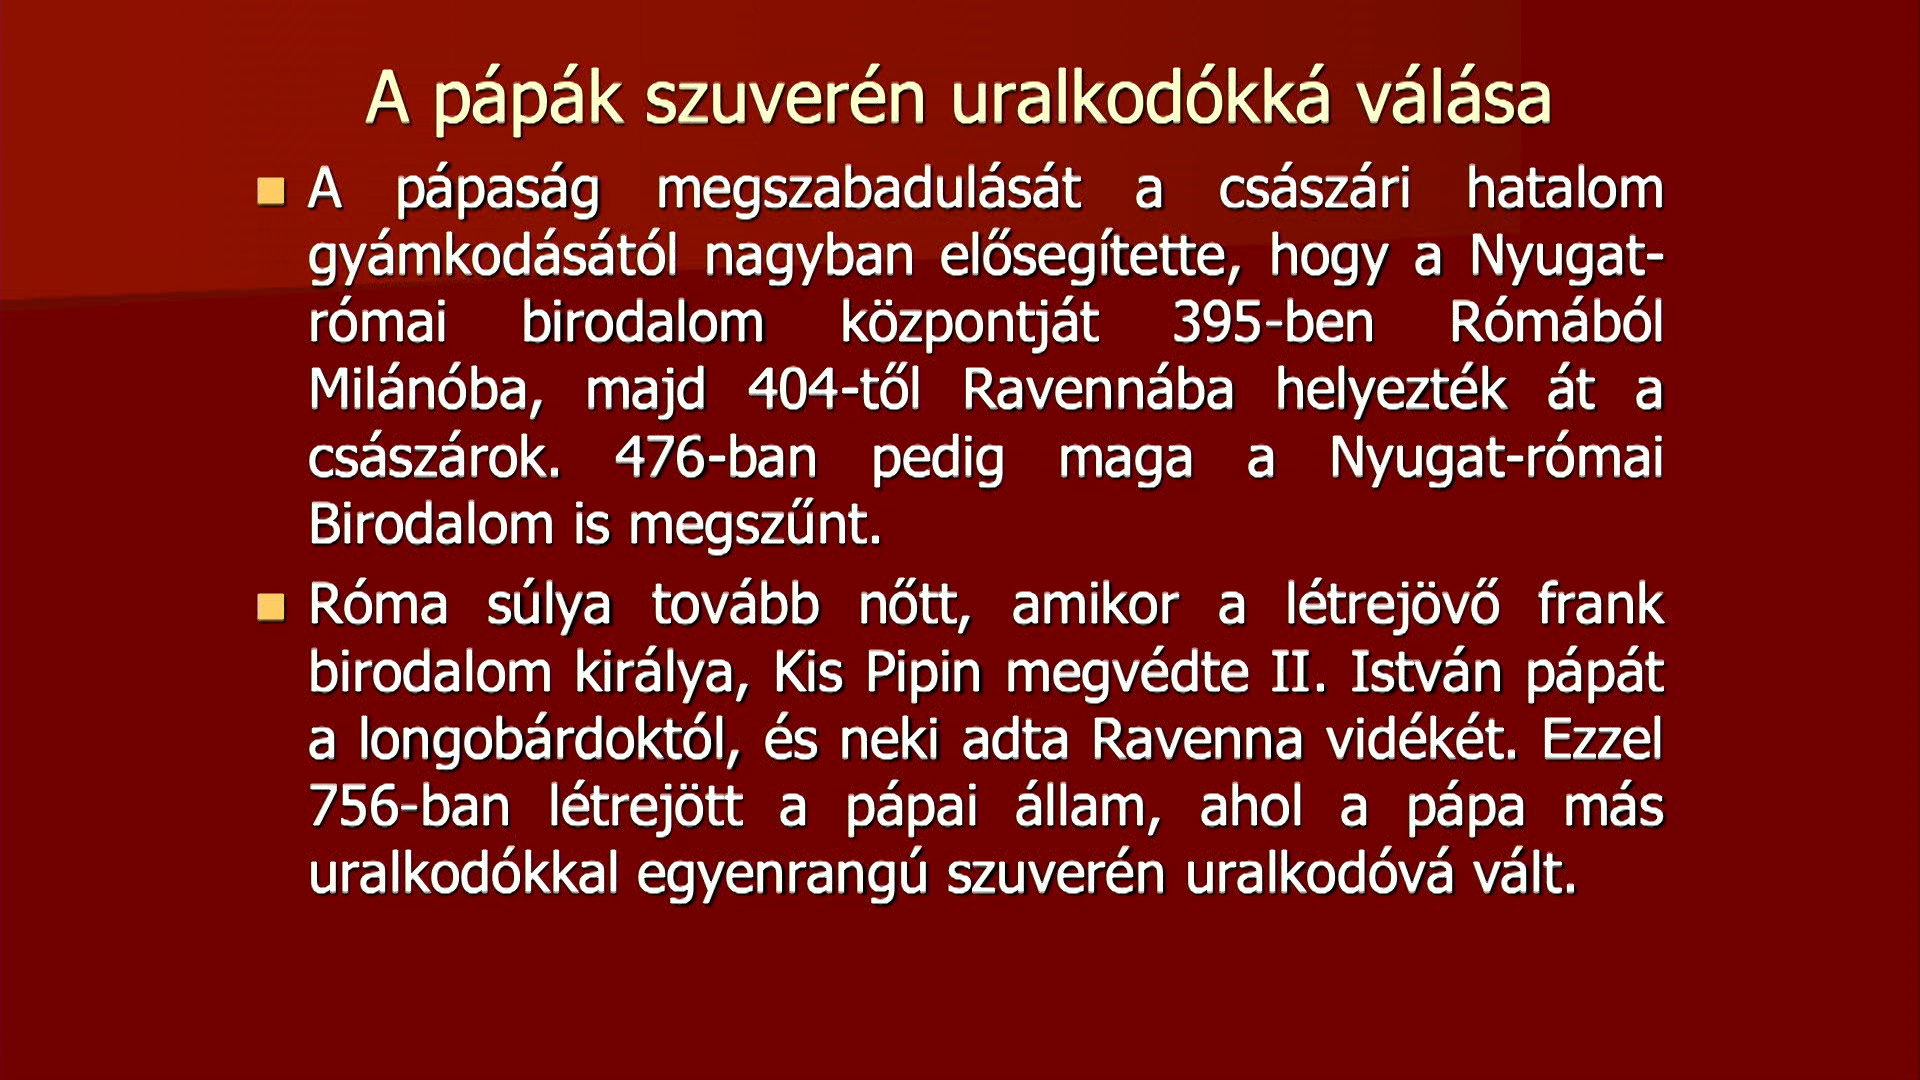 A pápák szuverén uralkodókká válása
A pápaság megszabadulását a császári hatalom
gyámkodásától nagyban elősegítette, hogy a Nyugat-
római birodalom központját 395-ben Rómából
Milánóba, majd 404-től Ravennába helyezték át a
császárok. 476-ban pedig maga a Nyugat-római
Birodalom is megszűnt.
Róma súlya tovább nőtt, amikor a létrejövő frank
birodalom királya, Kis Pipin megvédte II. István pápát
a longobárdoktól, és neki adta Ravenna vidékét. Ezzel
756-ban létrejött a pápai állam, ahol a pápa más
uralkodókkal egyenrangú szuverén uralkodóvá vált.